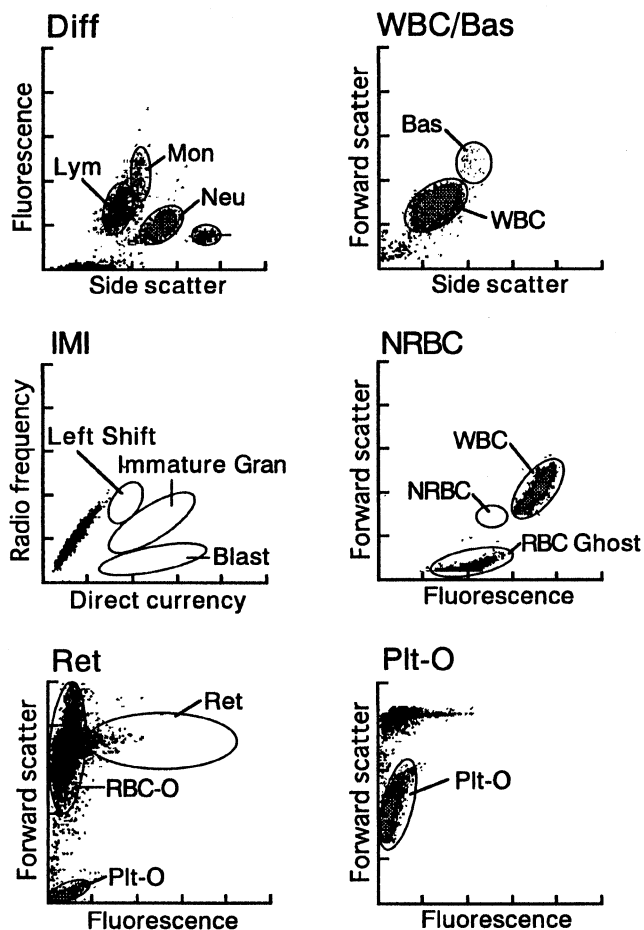 Diff
Fluorescence
Lym
Mon
Neu
Side scatter
WBC/Bas
Forward scatter
Bas
WBC
Side scatter
IMI
Radio frequency
Left Shift
Immature Gran
Blast
Direct currency
NRBC
Forward scatter
WBC
NRBC
RBC Ghost
Fluorescence
Ret
Forward scatter
Ret
RBC-O
Plt-O
Fluorescence
Plt-O
Forward scatter
Plt-O
Fluorescence